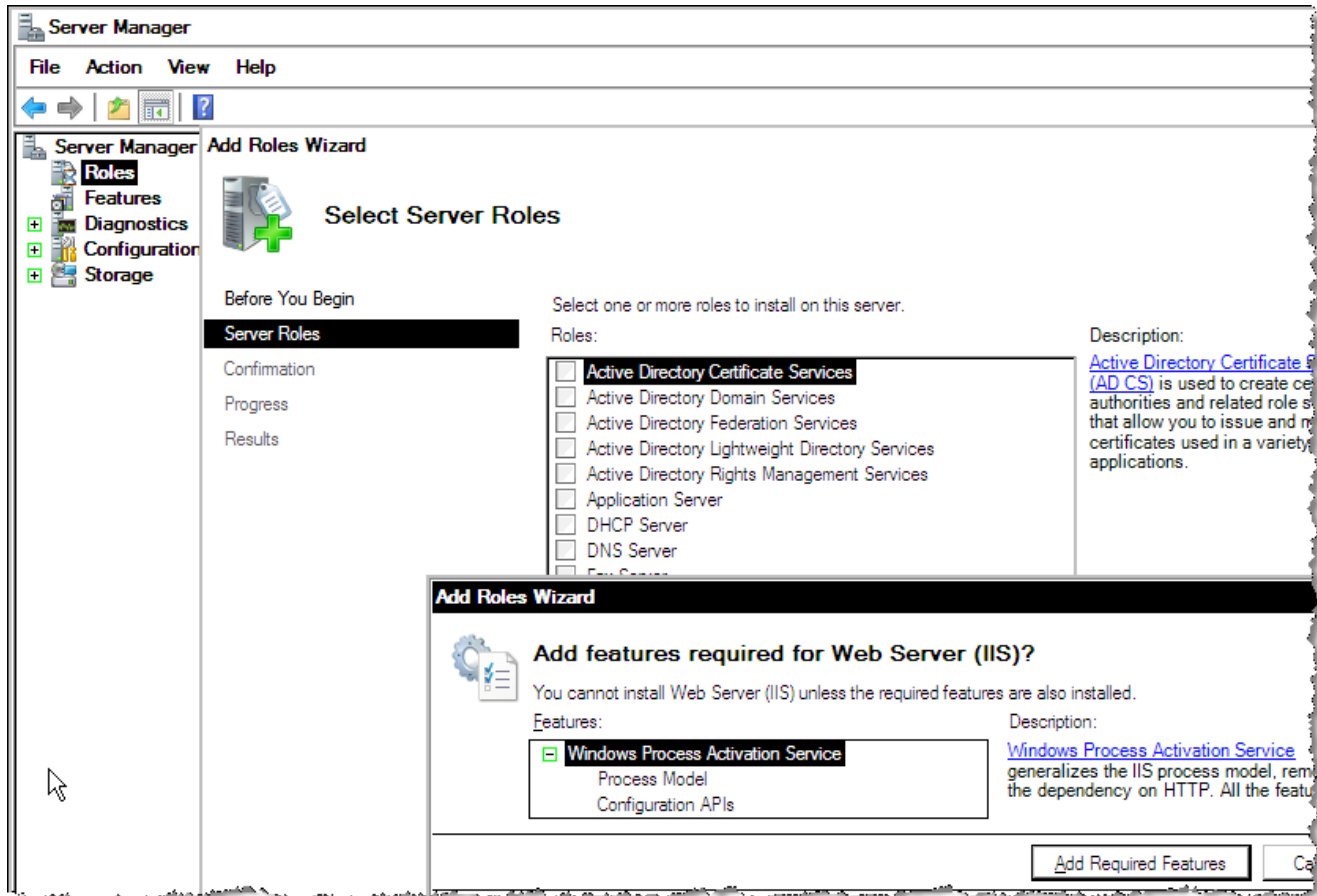 Server Manager
File Action View Help
Server Manager
Roles
Features
Diagnostics
Configuration
Storage
Add Roles Wizard
Select Server Roles
Before You Begin
Server Roles
Confirmation
Progress
Results
Select one or more roles to install on this server.
Roles:
Active Directory Certificate Services
Active Directory Domain Services
Active Directory Federation Services
Active Directory Lightweight Directory Services
Active Directory Rights Management Services
Application Server
DHCP Server
DNS Server
Description:
Active Directory Certificate
(AD CS) is used to create
authorities and related role
that allow you to issue and
certificates used in a variety
applications.
Add Roles Wizard
Add features required for Web Server (IIS)?
You cannot install Web Server (IIS) unless the required features are also installed.
Features:
Windows Process Activation Service
Process Model
Configuration APIs
Description:
Windows Process Activation Service
generalizes the IIS process model,
the dependency on HTTP. All the
Add Required Features